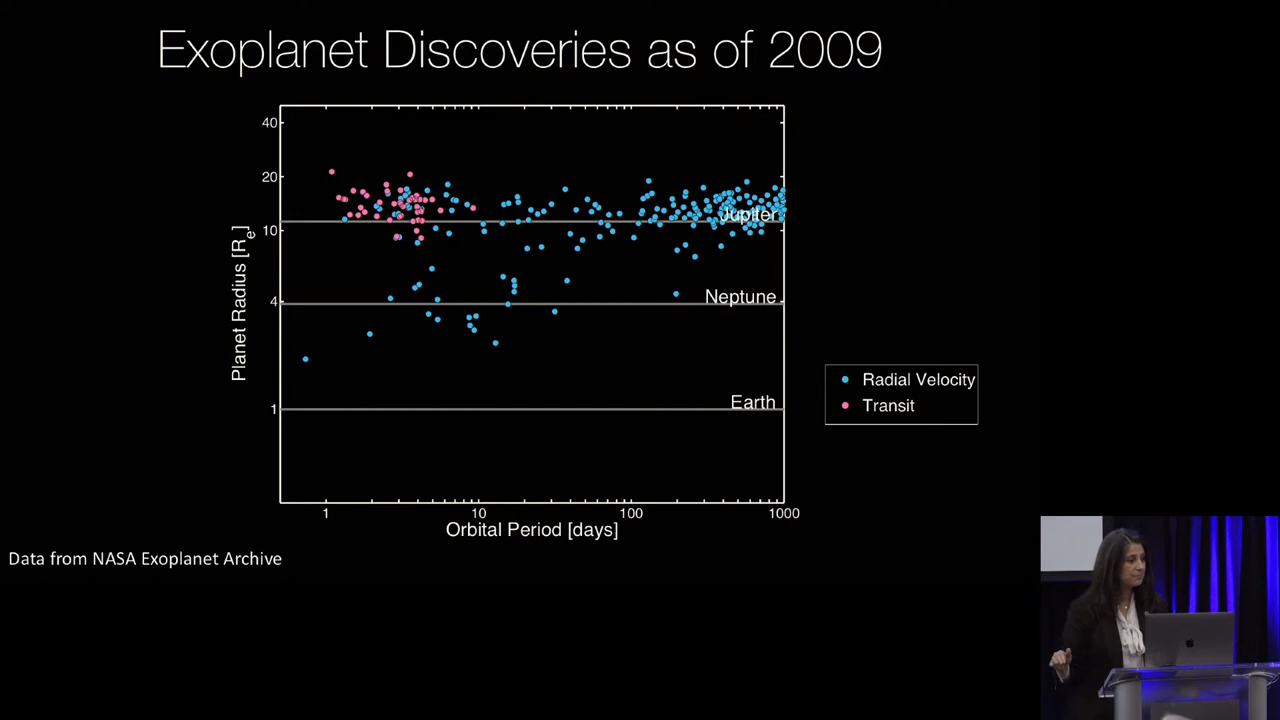 Exoplanet Discoveries as of 2009
40
20
10
4
1
Planet Radius [Re]
Jupiter
Neptune
Earth
1 10 100 1000
Orbital Period [days]
Radial Velocity
Transit
Data from NASA Exoplanet Archive